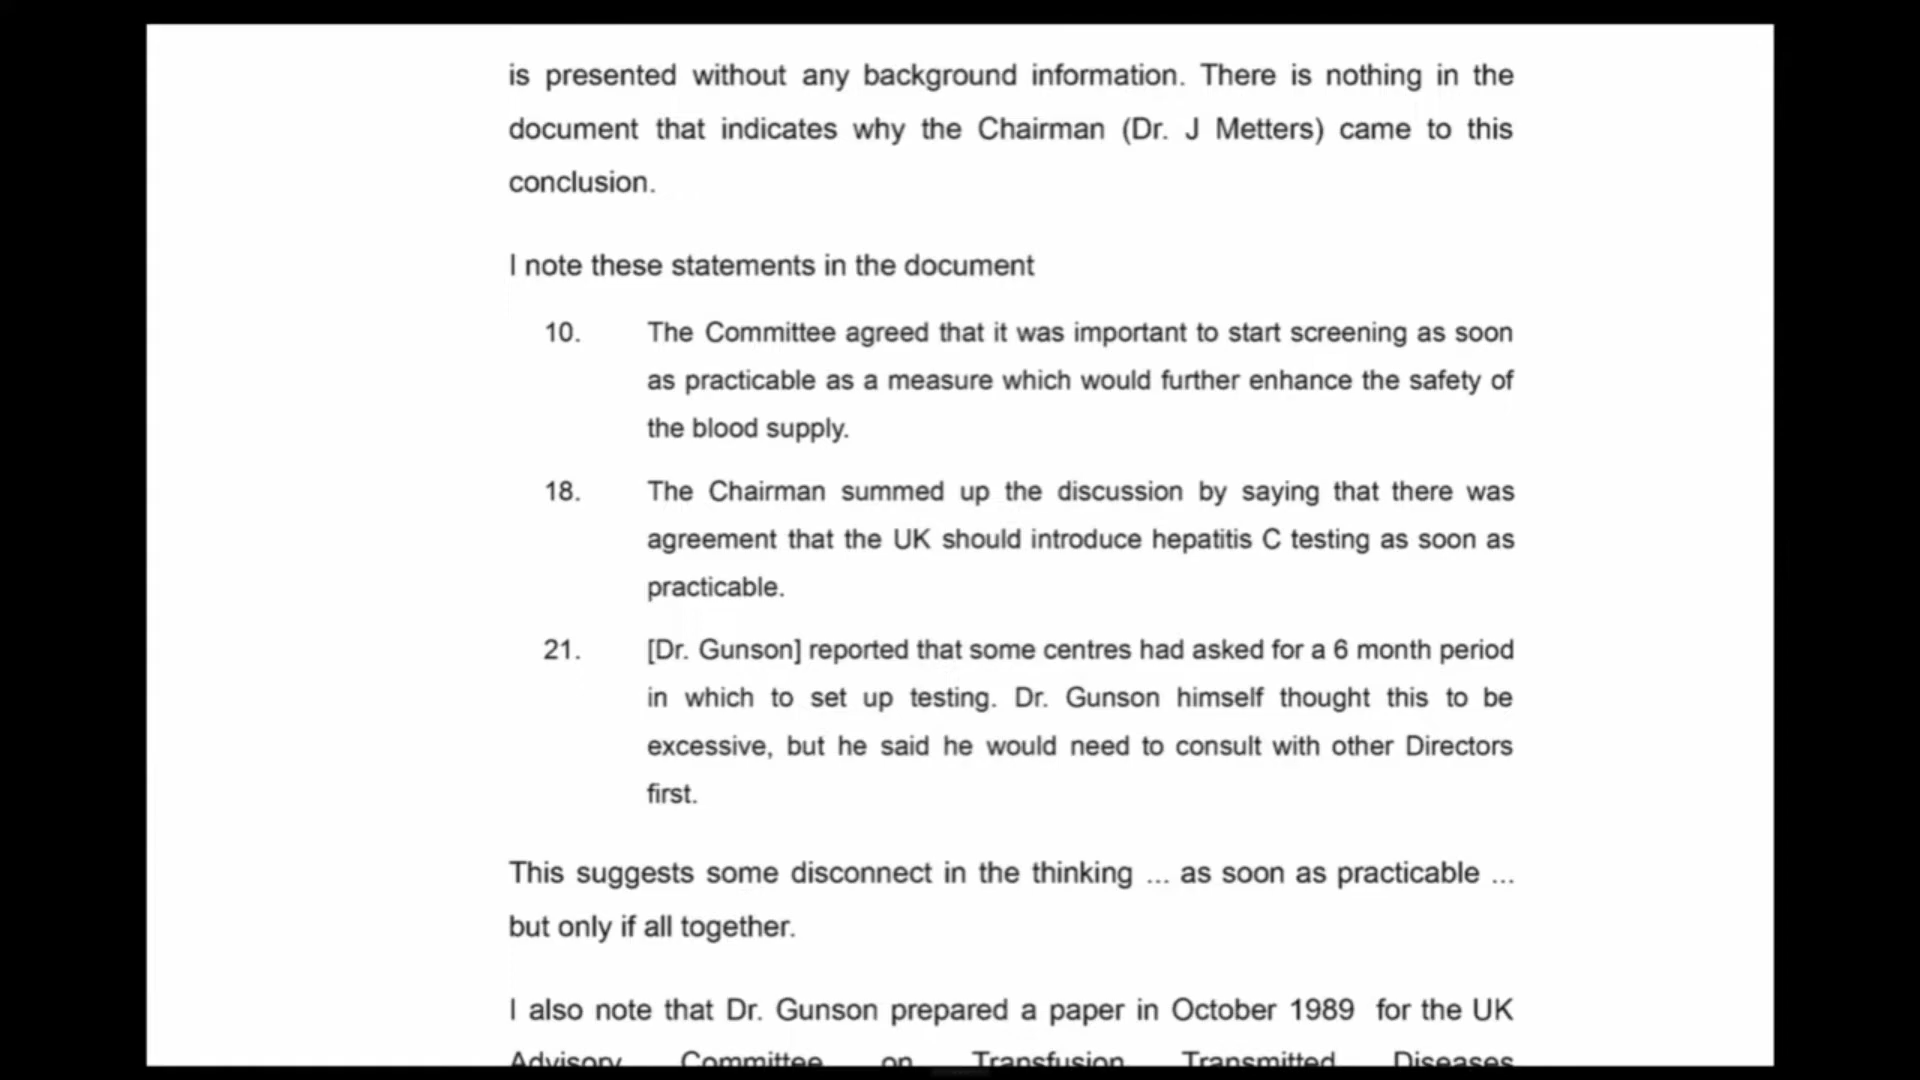 is presented without any background information. There is nothing in the
document that indicates why the Chairman (Dr. J Metters) came to this
conclusion.
I note these statements in the document
10. The Committee agreed that it was important to start screening as soon
as practicable as a measure which would further enhance the safety of
the blood supply.
18. The Chairman summed up the discussion by saying that there was
agreement that the UK should introduce hepatitis C testing as soon as
practicable.
21. [Dr. Gunson] reported that some centres had asked for a 6 month period
in which to set up testing. Dr. Gunson himself thought this to be
excessive, but he said he would need to consult with other Directors
first.
This suggests some disconnect in the thinking ... as soon as practicable ...
but only if all together.
I also note that Dr. Gunson prepared a paper in October 1989 for the UK
Advisory Committee on Transfusion Transmitted Diseases